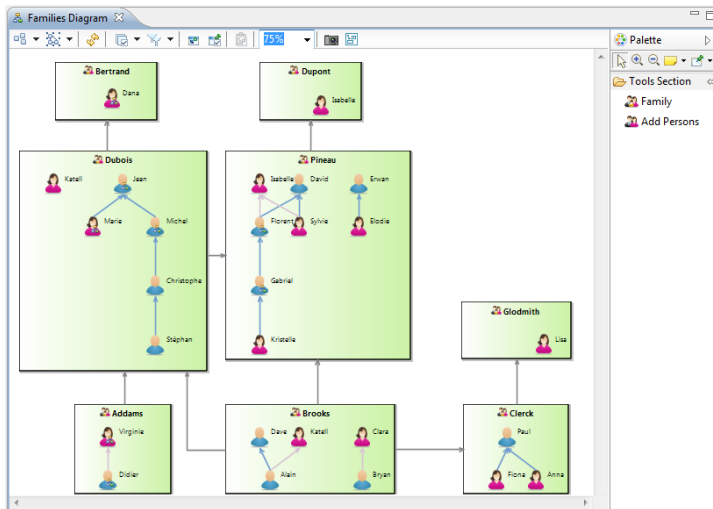 Families Diagram
75%
Palette
Tools Section
Family
Add Persons
Bertrand
Dana
Dupont
Isabelle
Dubois
Katell
Jean
Marie
Michel
Christophe
Stéphan
Pineau
Isabelle
David
Erwan
Florent
Sylvie
Elodie
Gabriel
Kristelle
Glodmith
Lisa
Addams
Virginie
Didier
Brooks
Dave
Katell
Clara
Alain
Bryan
Clerck
Paul
Fiona
Anna